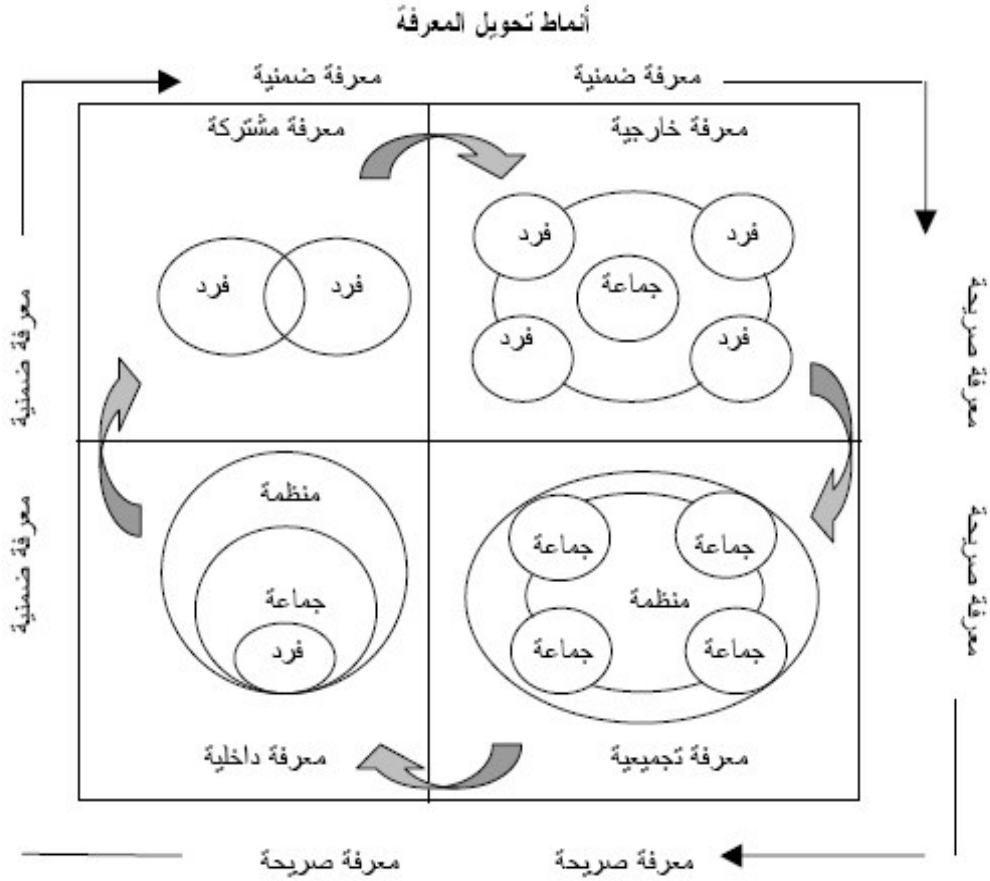 أنماط تحويل المعرفة
معرفة ضمنية
معرفة ضمنية
معرفة خارجية
معرفة مشتركة
فرد
فرد
جماعة
فرد
فرد
فرد
فرد
معرفة صريحة
معرفة ضمنية
معرفة صريحة
معرفة ضمنية
جماعة
جماعة
منظمة
جماعة
جماعة
منظمة
جماعة
فرد
معرفة تجميعية
معرفة داخلية
معرفة صريحة
معرفة صريحة